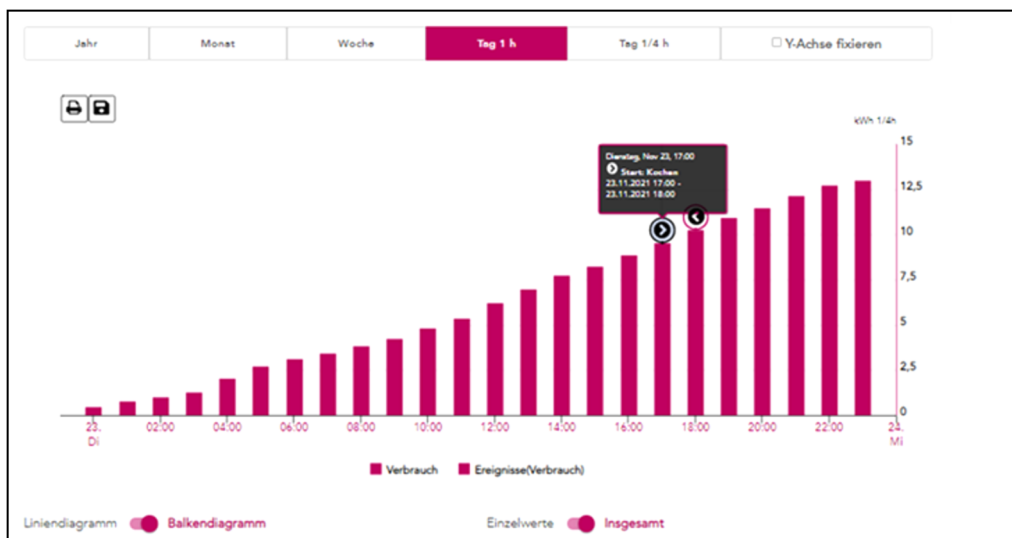 Jahr Monat Woche Tag 1 h Tag 1/4 h Y-Achse fixieren
kWh 1/4h
15
12,5
10
7,5
5
2,5
0
Dienstag, Nov 23, 17:00
Start: Kochen
23.11.2021 17:00 -
23.11.2021 18:00
23. 02:00 04:00 06:00 08:00 10:00 12:00 14:00 16:00 18:00 20:00 22:00 24.
Di Mi
Verbrauch Ereignisse(Verbrauch)
Liniendiagramm Balkendiagramm Einzelwerte Insgesamt